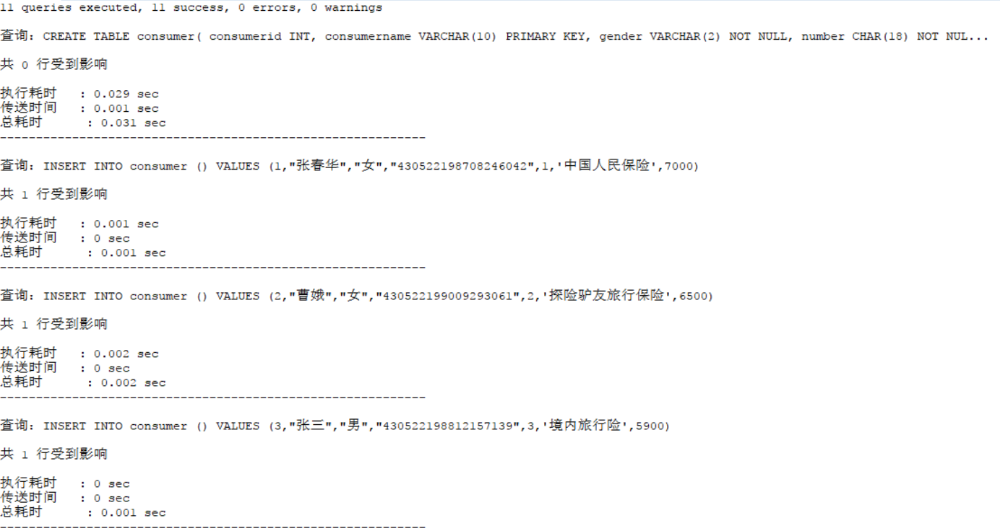 11 queries executed, 11 success, 0 errors, 0 warnings
查询：CREATE TABLE consumer( consumerid INT, consumername VARCHAR(10) PRIMARY KEY, gender VARCHAR(2) NOT NULL, number CHAR(18) NOT NUL...
共 0 行受到影响
执行耗时 : 0.029 sec
传送时间 : 0.001 sec
总耗时 : 0.031 sec
-----------------------------------------------------------
查询：INSERT INTO consumer () VALUES (1,"张春华","女","430522198708246042",1,'中国人民保险',7000)
共 1 行受到影响
执行耗时 : 0.001 sec
传送时间 : 0 sec
总耗时 : 0.001 sec
-----------------------------------------------------------
查询：INSERT INTO consumer () VALUES (2,"曹娥","女","430522199009293061",2,'探险驴友旅行保险',6500)
共 1 行受到影响
执行耗时 : 0.002 sec
传送时间 : 0 sec
总耗时 : 0.002 sec
-----------------------------------------------------------
查询：INSERT INTO consumer () VALUES (3,"张三","男","430522198812157139",3,'境内旅行险',5900)
共 1 行受到影响
执行耗时 : 0 sec
传送时间 : 0 sec
总耗时 : 0.001 sec
-----------------------------------------------------------